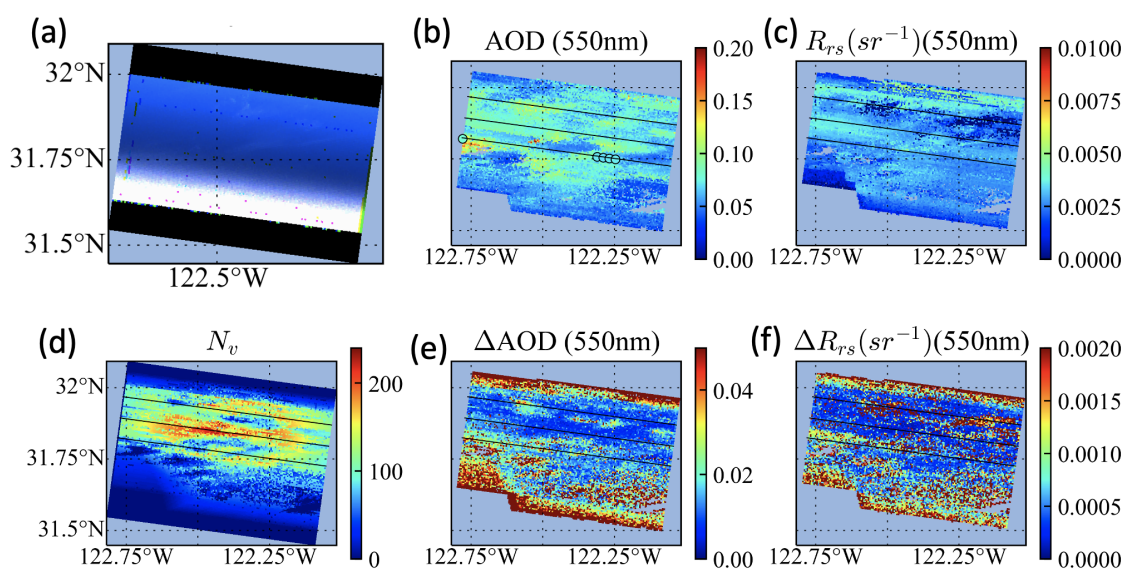 (a)
32°N
31.75°N
31.5°N
122.5°W
(b) AOD (550nm)
0.20
0.15
0.10
0.05
0.00
122.75°W 122.25°W
(c) R_{rs}(sr^{-1})(550nm)
0.0100
0.0075
0.0050
0.0025
0.0000
122.75°W 122.25°W
(d) N_v
32°N
31.75°N
31.5°N
200
100
0
122.75°W 122.25°W
(e) ΔAOD (550nm)
0.04
0.02
0.00
122.75°W 122.25°W
(f) ΔR_{rs}(sr^{-1})(550nm)
0.0020
0.0015
0.0010
0.0005
0.0000
122.75°W 122.25°W